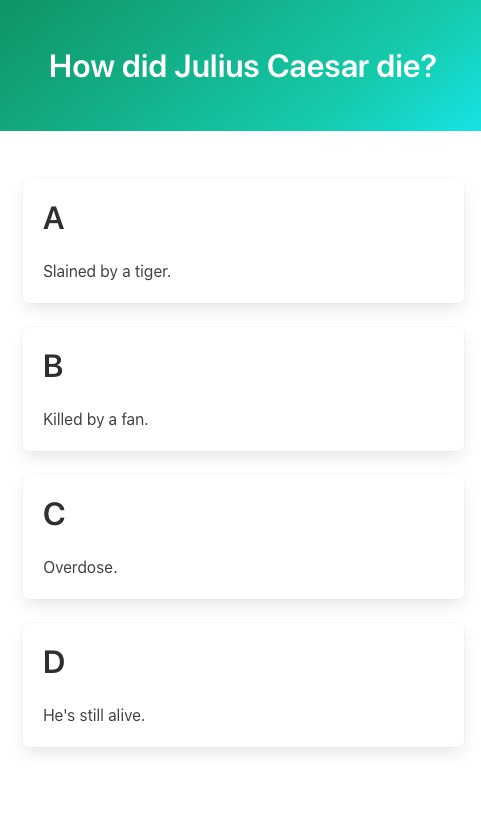 How did Julius Caesar die?
A
Slained by a tiger.
B
Killed by a fan.
C
Overdose.
D
He's still alive.